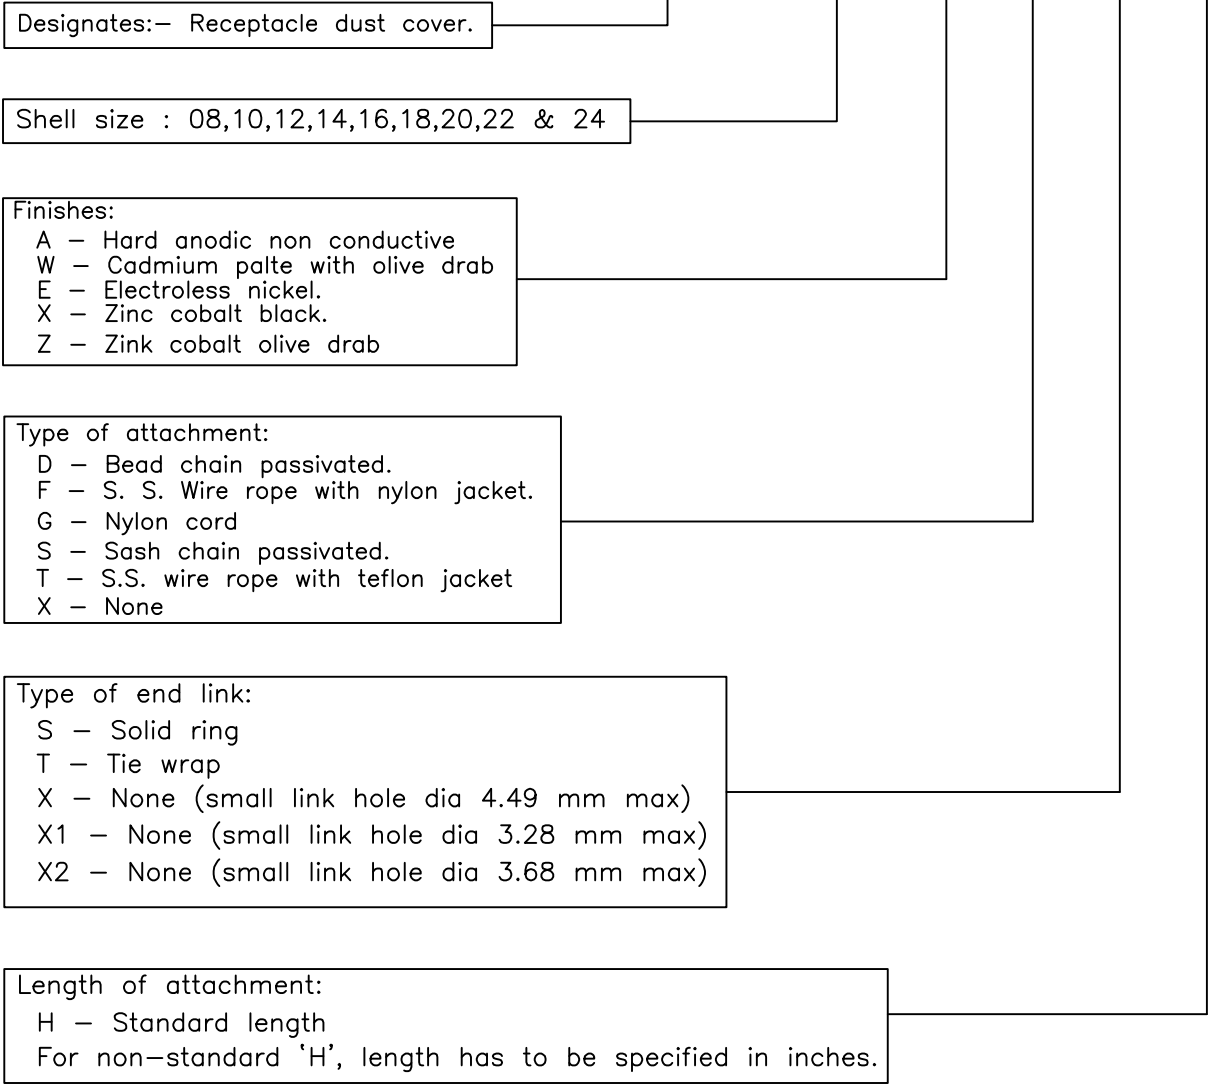 Designates:– Receptacle dust cover.
Shell size : 08,10,12,14,16,18,20,22 & 24
Finishes:
A – Hard anodic non conductive
W – Cadmium palte with olive drab
E – Electroless nickel.
X – Zinc cobalt black.
Z – Zink cobalt olive drab
Type of attachment:
D – Bead chain passivated.
F – S. S. Wire rope with nylon jacket.
G – Nylon cord
S – Sash chain passivated.
T – S.S. wire rope with teflon jacket
X – None
Type of end link:
S – Solid ring
T – Tie wrap
X – None (small link hole dia 4.49 mm max)
X1 – None (small link hole dia 3.28 mm max)
X2 – None (small link hole dia 3.68 mm max)
Length of attachment:
H – Standard length
For non–standard ‘H’, length has to be specified in inches.